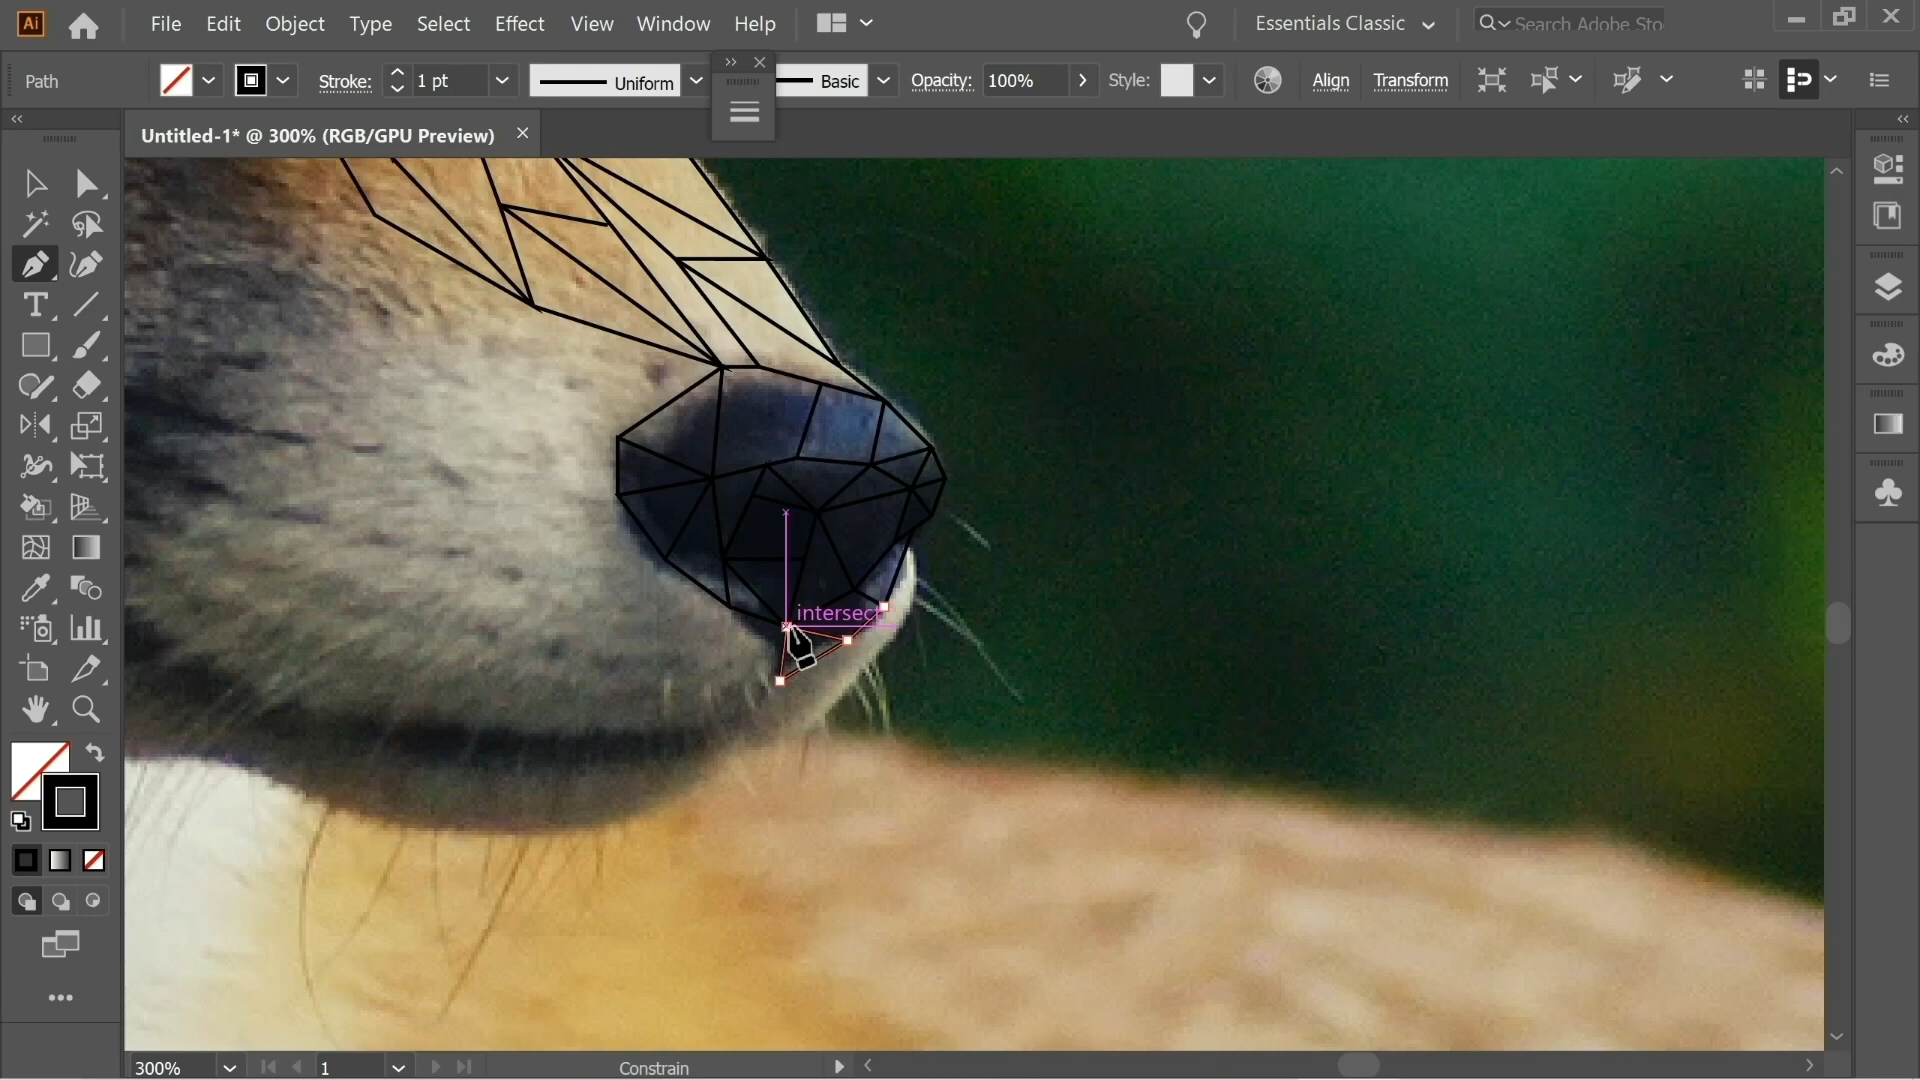 Ai File Edit Object Type Select Effect View Window Help Essentials Classic Search Adobe Sto
Path Stroke: 1 pt Uniform Basic Opacity: 100% Style: Align Transform
Untitled-1* @ 300% (RGB/GPU Preview)
T
intersect
300% 1 Constrain